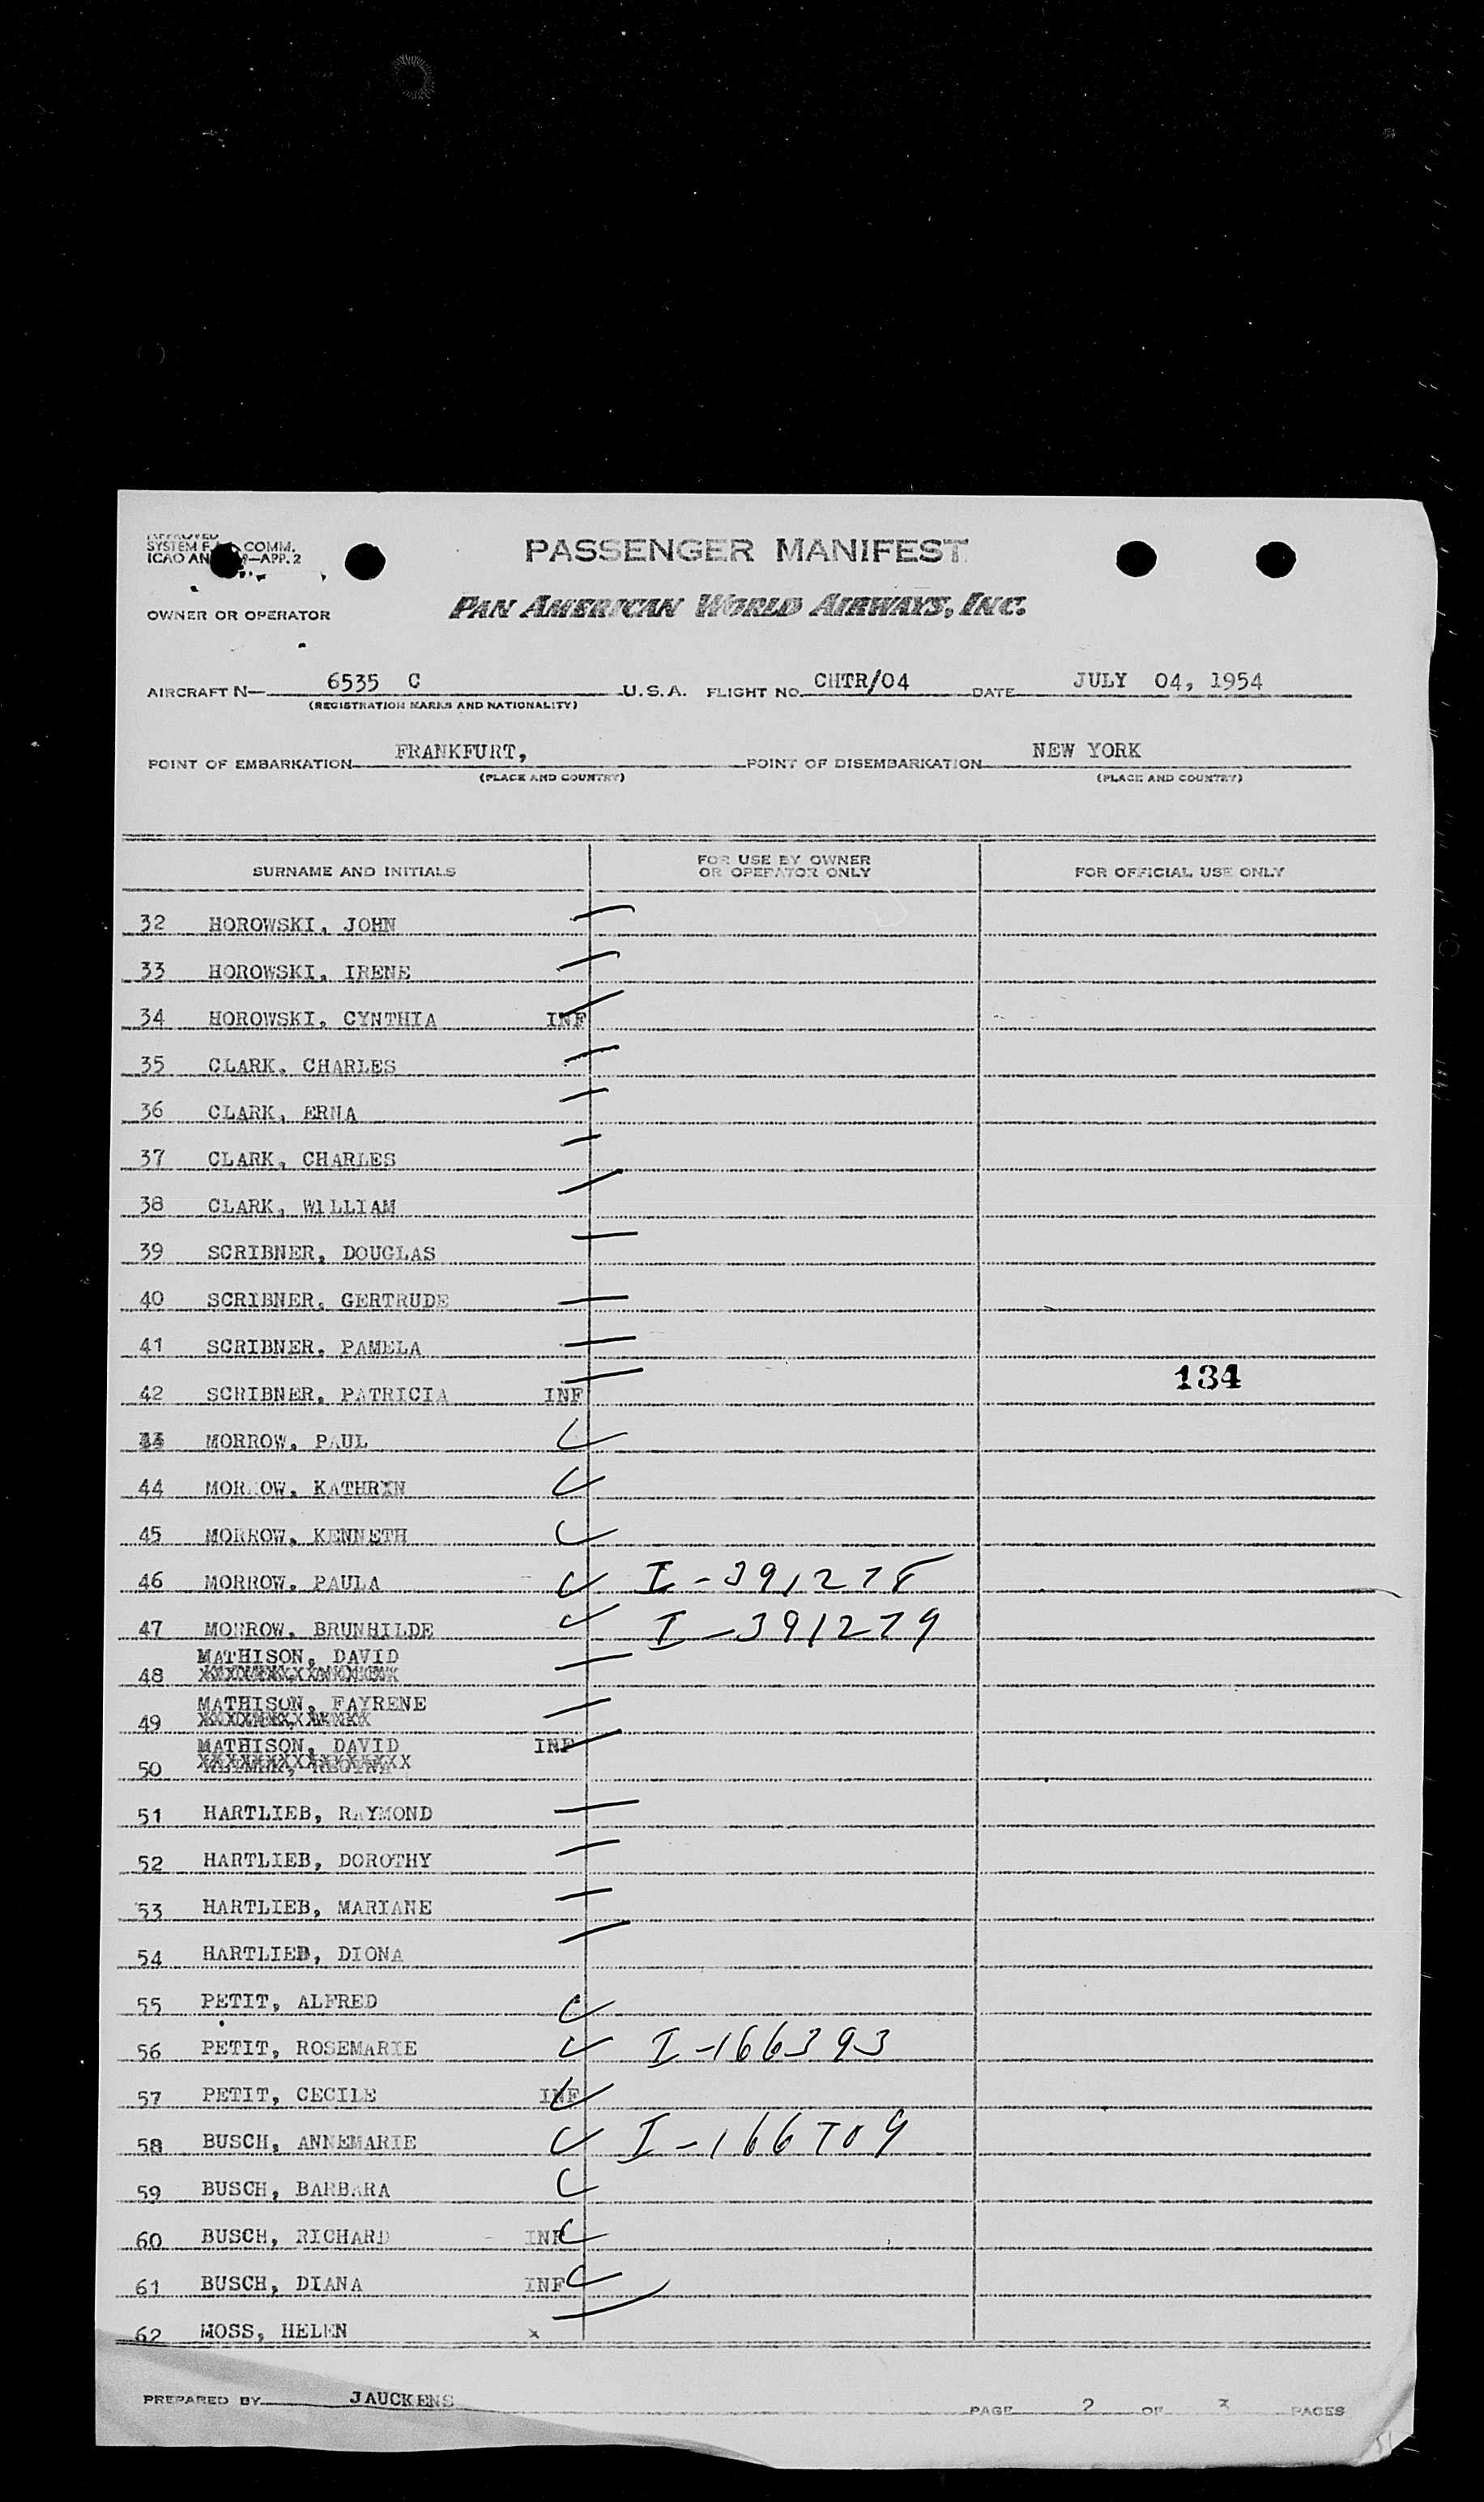 APPROVED
SYSTEM F COMM.
ICAO AN 9—APP. 2
PASSENGER MANIFEST
OWNER OR OPERATOR PAN AMERICAN WORLD AIRWAYS, INC.
AIRCRAFT N— 6535 C U.S.A. FLIGHT NO. CHTR/04 DATE JULY 04, 1954
(REGISTRATION MARKS AND NATIONALITY)
POINT OF EMBARKATION FRANKFURT, POINT OF DISEMBARKATION NEW YORK
(PLACE AND COUNTRY) (PLACE AND COUNTRY)
SURNAME AND INITIALS FOR USE BY OWNER OR OPERATOR ONLY FOR OFFICIAL USE ONLY
32 HOROWSKI, JOHN
33 HOROWSKI, IRENE
34 HOROWSKI, CYNTHIA INF
35 CLARK, CHARLES
36 CLARK, ERNA
37 CLARK, CHARLES
38 CLARK, WILLIAM
39 SCRIBNER, DOUGLAS
40 SCRIBNER, GERTRUDE
41 SCRIBNER, PAMELA
134
42 SCRIBNER, PATRICIA INF
MORROW, PAUL
44 MORROW, KATHRYN
45 MORROW, KENNETH
46 MORROW, PAULA I-391278
47 MORROW, BRUNHILDE I-391279
MATHISON, DAVID
48
MATHISON, FAYRENE
49
MATHISON, DAVID INF
50
51 HARTLIEB, RAYMOND
52 HARTLIEB, DOROTHY
53 HARTLIEB, MARIANE
54 HARTLIEB, DIONA
55 PETIT, ALFRED
56 PETIT, ROSEMARIE I-166393
57 PETIT, CECILE INF
58 BUSCH, ANNEMARIE I-166709
59 BUSCH, BARBARA
60 BUSCH, RICHARD INF
61 BUSCH, DIANA INF
62 MOSS, HELEN x
PREPARED BY JAUCKENS PAGE 2 OF 3 PAGES